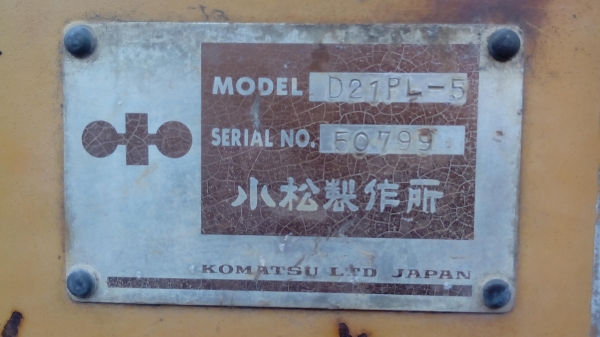 MODEL D21PL-5
SERIAL NO. 50799
小松製作所
KOMATSU LTD JAPAN